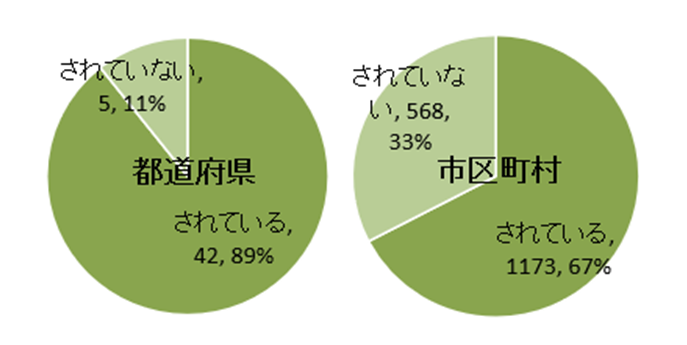 されていない,
5, 11%
都道府県
されている,
42, 89%
されていな
い, 568,
33%
市区町村
されている,
1173, 67%